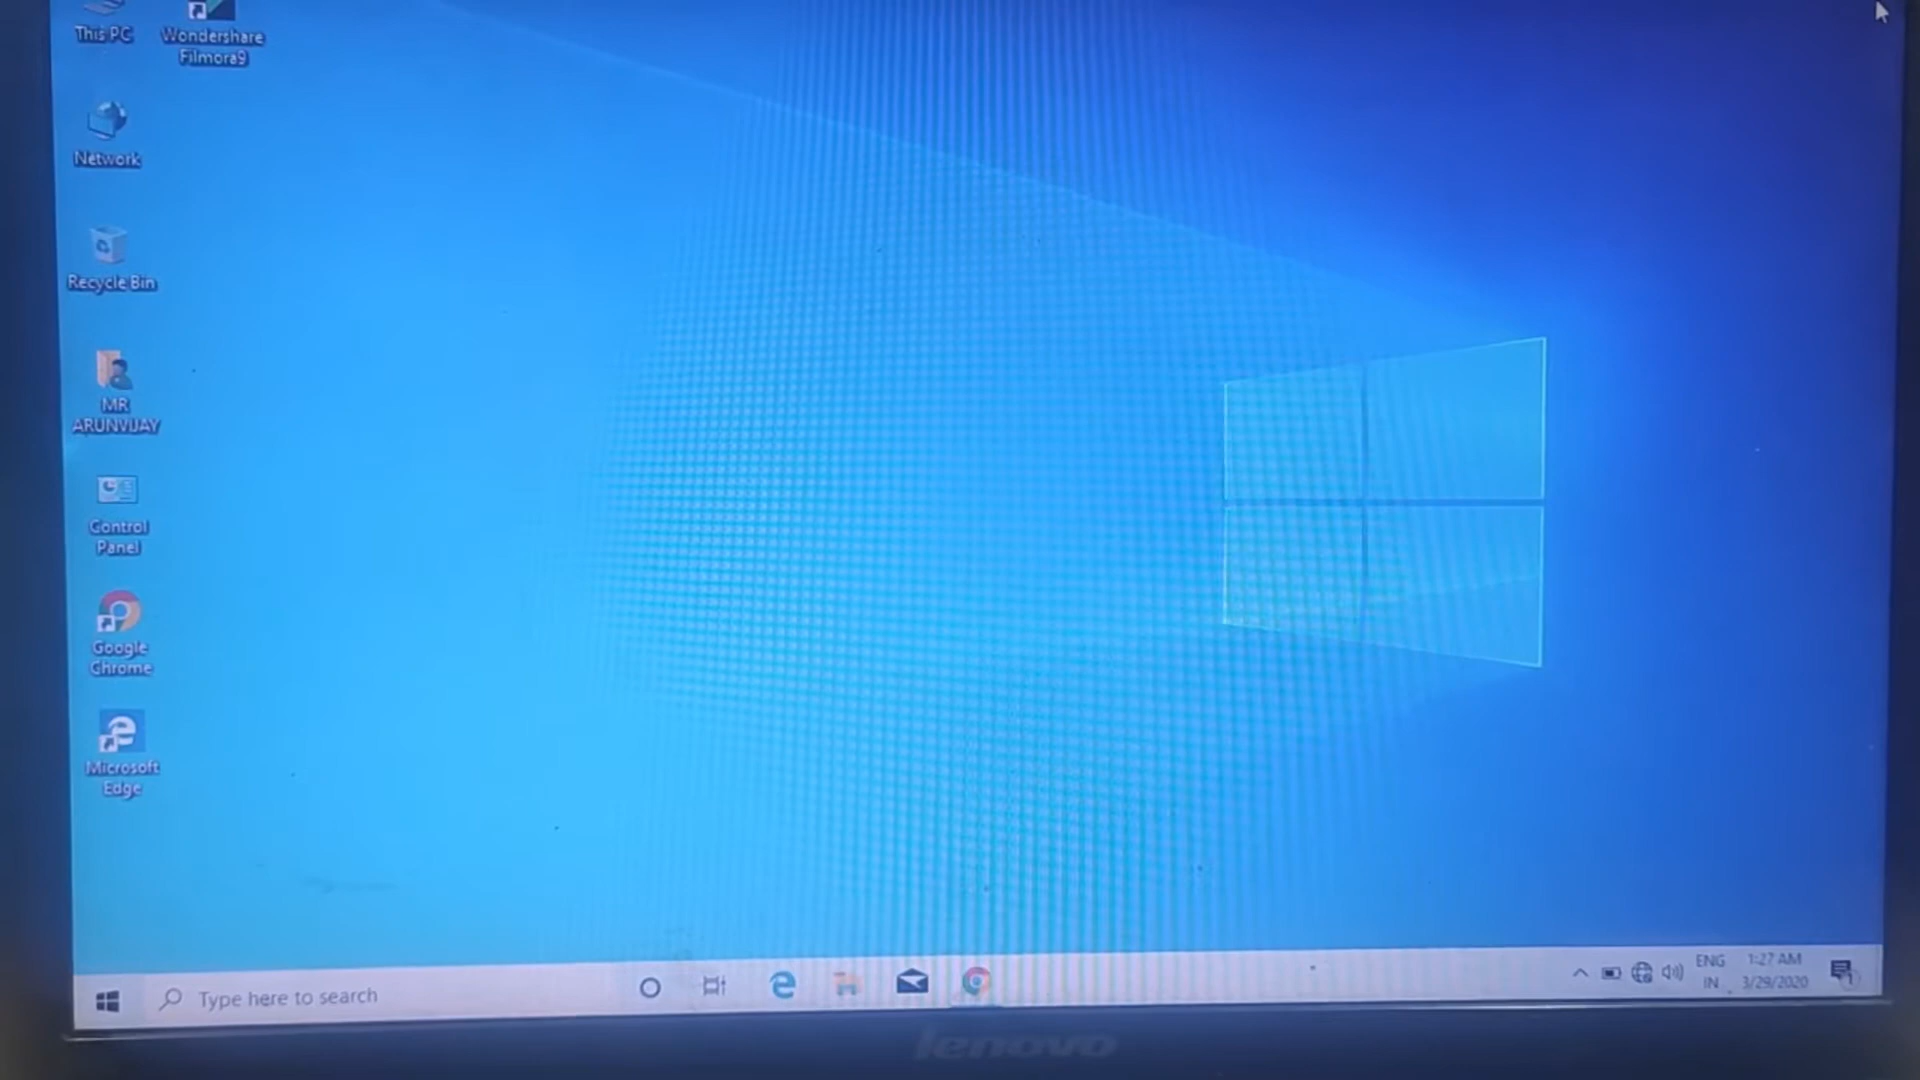 This PC
Wondershare
Filmora9
Network
Recycle Bin
MR
ARUNVIJAY
Control
Panel
Google
Chrome
Microsoft
Edge
Type here to search
ENG
IN
1:27 AM
3/29/2020
1
lenovo